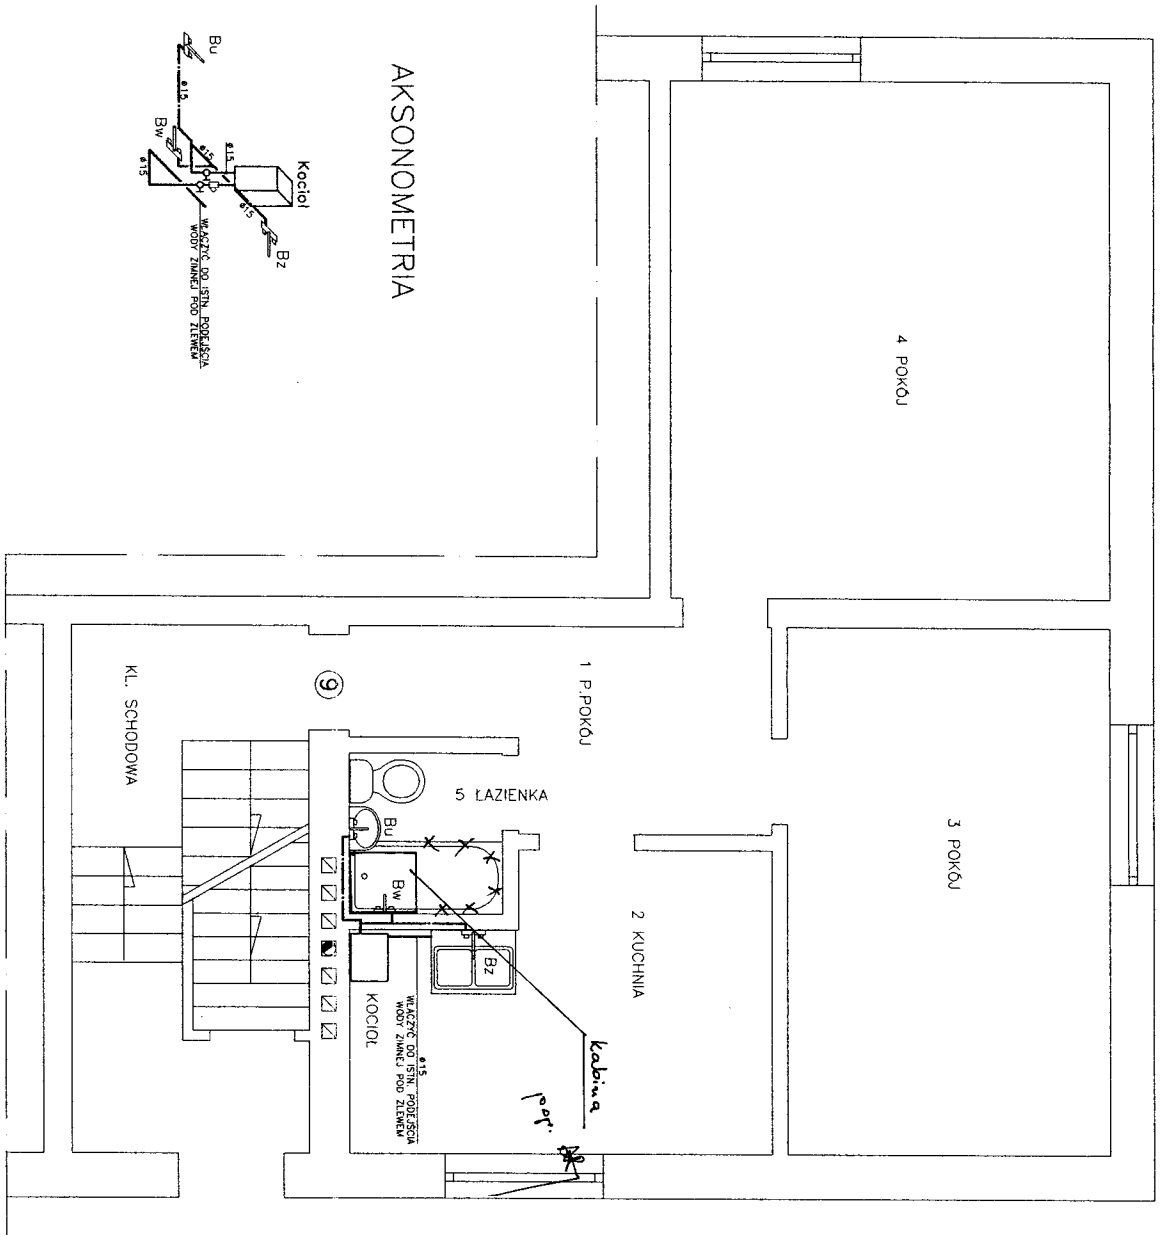 AKSONOMETRIA
Bu
ø15
Bw
ø15
ø15
ø15
Kocioł
ø15
Bz
WŁĄCZYĆ DO ISTN. PODEJŚCIA
WODY ZIMNEJ POD ZLEWEM
4 POKÓJ
3 POKÓJ
1 P.POKÓJ
9
KL. SCHODOWA
5 ŁAZIENKA
Bu
Bw
Bz
2 KUCHNIA
KOCIOŁ
ø15
WŁĄCZYĆ DO ISTN. PODEJŚCIA
WODY ZIMNEJ POD ZLEWEM
kabina